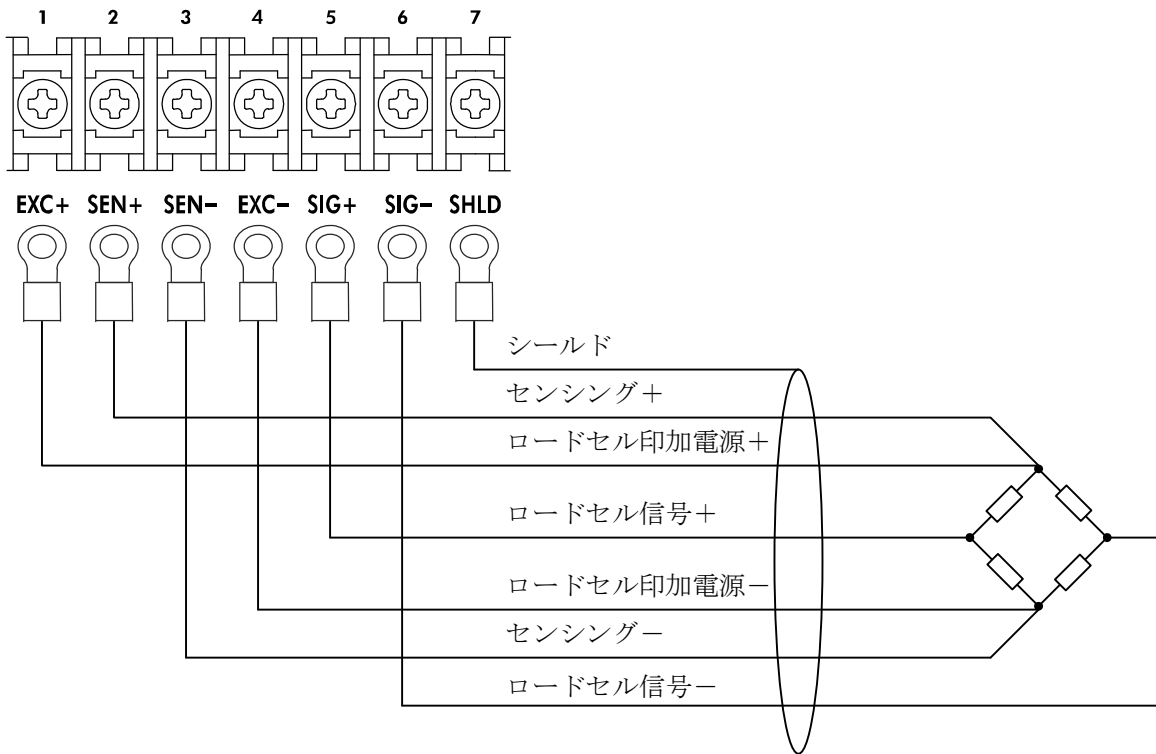 1 2 3 4 5 6 7
EXC+ SEN+ SEN− EXC− SIG+ SIG− SHLD
シールド
センシング＋
ロードセル印加電源＋
ロードセル信号＋
ロードセル印加電源−
センシング−
ロードセル信号−